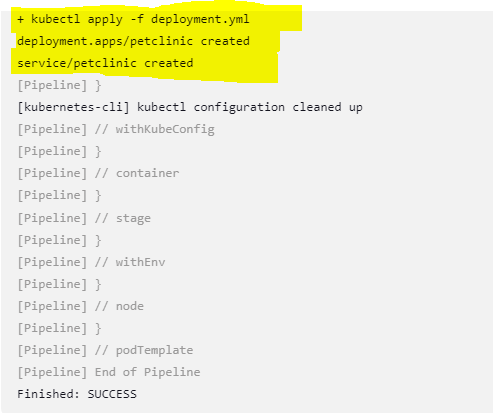 + kubectl apply -f deployment.yml
deployment.apps/petclinic created
service/petclinic created
[Pipeline] }
[kubernetes-cli] kubectl configuration cleaned up
[Pipeline] // withKubeConfig
[Pipeline] }
[Pipeline] // container
[Pipeline] }
[Pipeline] // stage
[Pipeline] }
[Pipeline] // withEnv
[Pipeline] }
[Pipeline] // node
[Pipeline] }
[Pipeline] // podTemplate
[Pipeline] End of Pipeline
Finished: SUCCESS